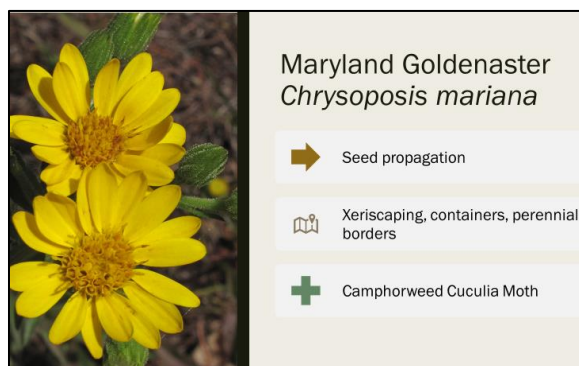 Maryland Goldenaster
Chrysoposis mariana
Seed propagation
Xeriscaping, containers, perennial
borders
Camphorweed Cuculia Moth